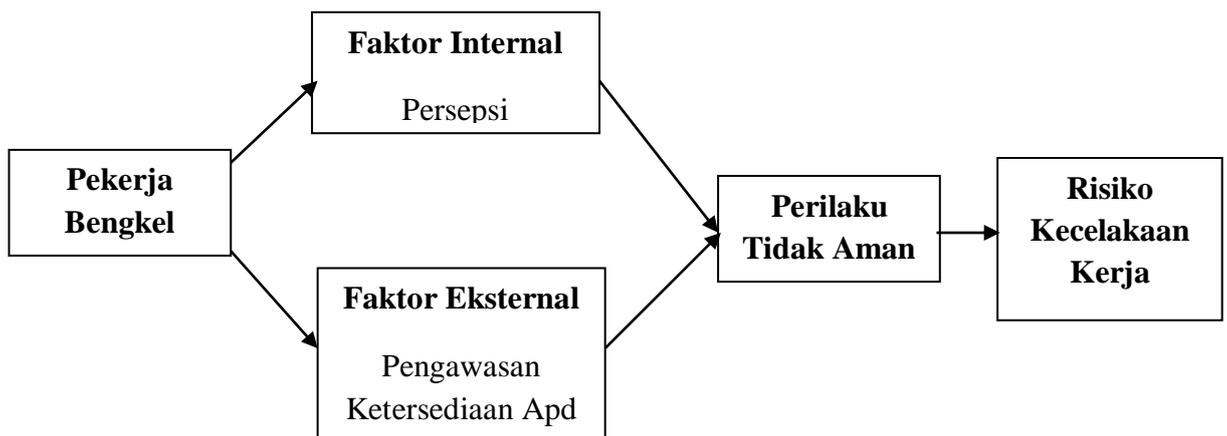 Faktor Internal
Persepsi
Pekerja
Bengkel
Faktor Eksternal
Pengawasan
Ketersediaan Apd
Perilaku
Tidak Aman
Risiko
Kecelakaan
Kerja